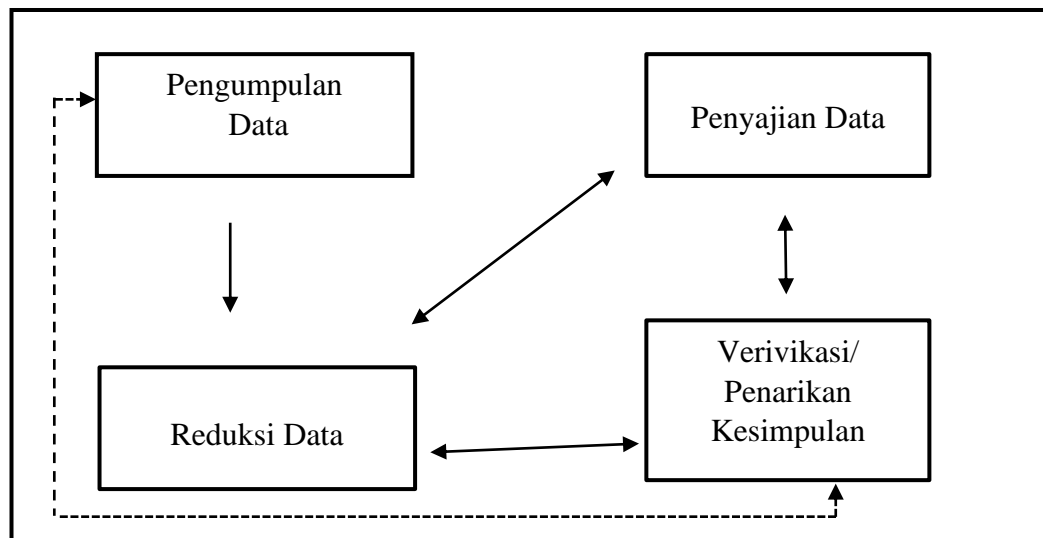 Pengumpulan
Data
Penyajian Data
Reduksi Data
Verivikasi/
Penarikan
Kesimpulan